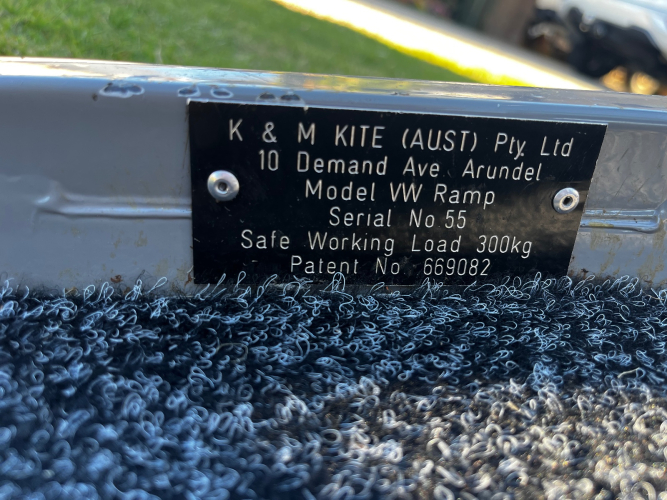 K & M KITE (AUST) Pty, Ltd
10 Demand Ave Arundel
Model VW Ramp
Serial No 55
Safe Working Load 300kg
Patent No 669082